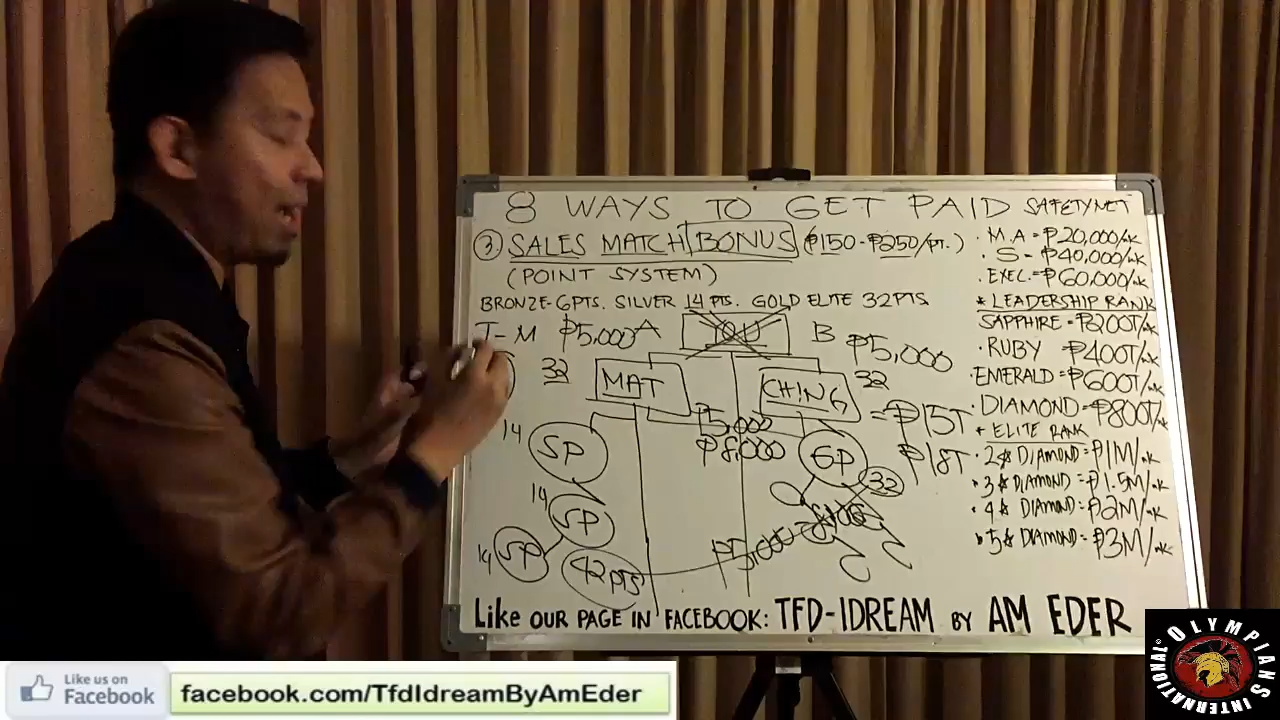 8 WAYS TO GET PAID SAFETYNET
③ SALES MATCH BONUS (₱150-₱250/PT.)
(POINT SYSTEM)
BRONZE-6PTS. SILVER 14 PTS. GOLD ELITE 32PTS
T-M ₱5,000 A YOU B ₱5,000
32 MAT CHING 32
= ₱15T
15,000
₱8,000
₱18T
14 SP GP 32
14 SP
14 SP 42 PTS ₱5,000
· M.A = ₱20,000/wk
· S = ₱40,000/wk
· EXEC. = ₱60,000/wk
* LEADERSHIP RANK
SAPPHIRE = ₱200T/wk
· RUBY ₱400T/wk
· EMERALD = ₱600T/wk
· DIAMOND = ₱800T/wk
+ ELITE RANK
· 2☆ DIAMOND = ₱1M/wk
· 3☆ DIAMOND = ₱1.5M/wk
· 4☆ DIAMOND = ₱2M/wk
· 5☆ DIAMOND = ₱3M/wk
Like OUR PAGE IN FACEBOOK: TFD-IDREAM BY AM EDER
Like us on
Facebook
facebook.com/TfdIdreamByAmEder
OLYMPIANS INTERNATIONAL